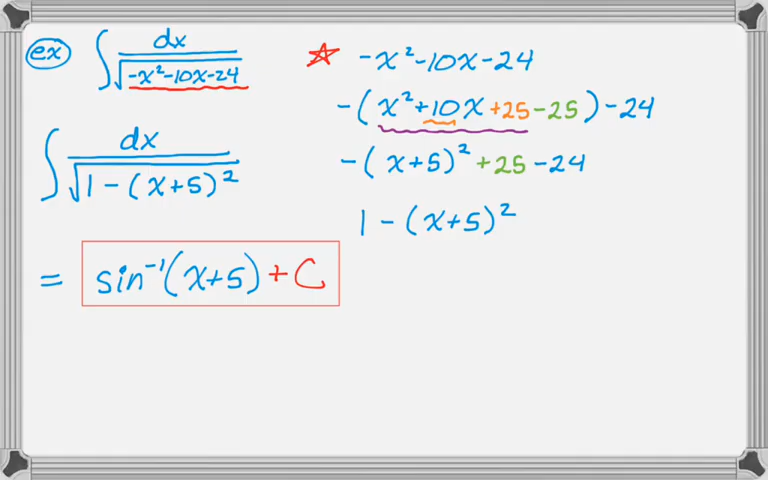 ex ∫ dx/√(-x²-10x-24)
∫ dx/√(1-(x+5)²)
= sin⁻¹(x+5) + C
☆ -x²-10x-24
-(x²+10x+25-25)-24
-(x+5)²+25-24
1-(x+5)²